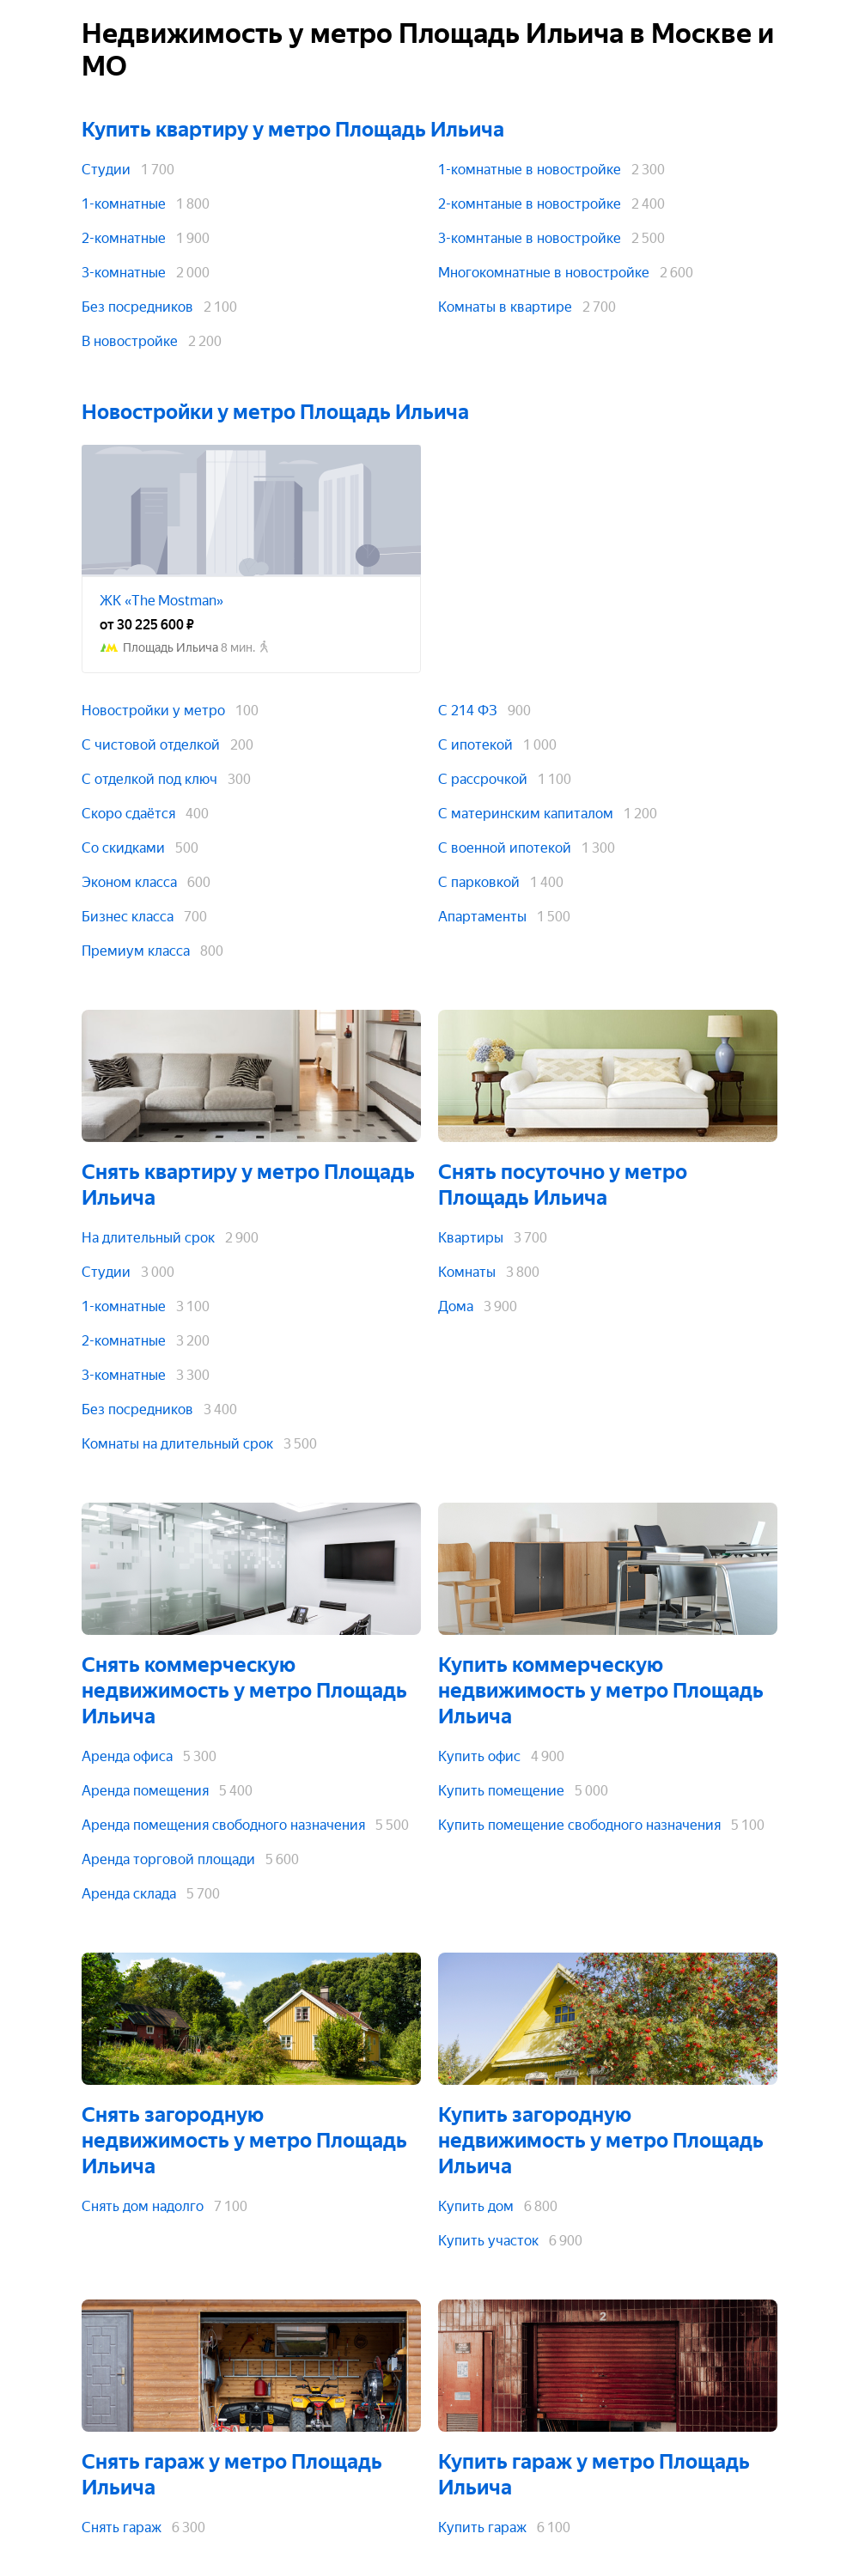 Недвижимость у метро Площадь Ильича в Москве и
МО
Купить квартиру у метро Площадь Ильича
Студии 1 700
1-комнатные 1 800
2-комнатные 1 900
3-комнатные 2 000
Без посредников 2 100
В новостройке 2 200
1-комнатные в новостройке 2 300
2-комнтаные в новостройке 2 400
3-комнтаные в новостройке 2 500
Многокомнатные в новостройке 2 600
Комнаты в квартире 2 700
Новостройки у метро Площадь Ильича
ЖК «The Mostman»
от 30 225 600 ₽
Площадь Ильича 8 мин.
Новостройки у метро 100
С чистовой отделкой 200
С отделкой под ключ 300
Скоро сдаётся 400
Со скидками 500
Эконом класса 600
Бизнес класса 700
Премиум класса 800
С 214 ФЗ 900
С ипотекой 1 000
С рассрочкой 1 100
С материнским капиталом 1 200
С военной ипотекой 1 300
С парковкой 1 400
Апартаменты 1 500
Снять квартиру у метро Площадь
Ильича
На длительный срок 2 900
Студии 3 000
1-комнатные 3 100
2-комнатные 3 200
3-комнатные 3 300
Без посредников 3 400
Комнаты на длительный срок 3 500
Снять посуточно у метро
Площадь Ильича
Квартиры 3 700
Комнаты 3 800
Дома 3 900
Снять коммерческую
недвижимость у метро Площадь
Ильича
Аренда офиса 5 300
Аренда помещения 5 400
Аренда помещения свободного назначения 5 500
Аренда торговой площади 5 600
Аренда склада 5 700
Купить коммерческую
недвижимость у метро Площадь
Ильича
Купить офис 4 900
Купить помещение 5 000
Купить помещение свободного назначения 5 100
Снять загородную
недвижимость у метро Площадь
Ильича
Снять дом надолго 7 100
Купить загородную
недвижимость у метро Площадь
Ильича
Купить дом 6 800
Купить участок 6 900
2
Снять гараж у метро Площадь
Ильича
Снять гараж 6 300
Купить гараж у метро Площадь
Ильича
Купить гараж 6 100